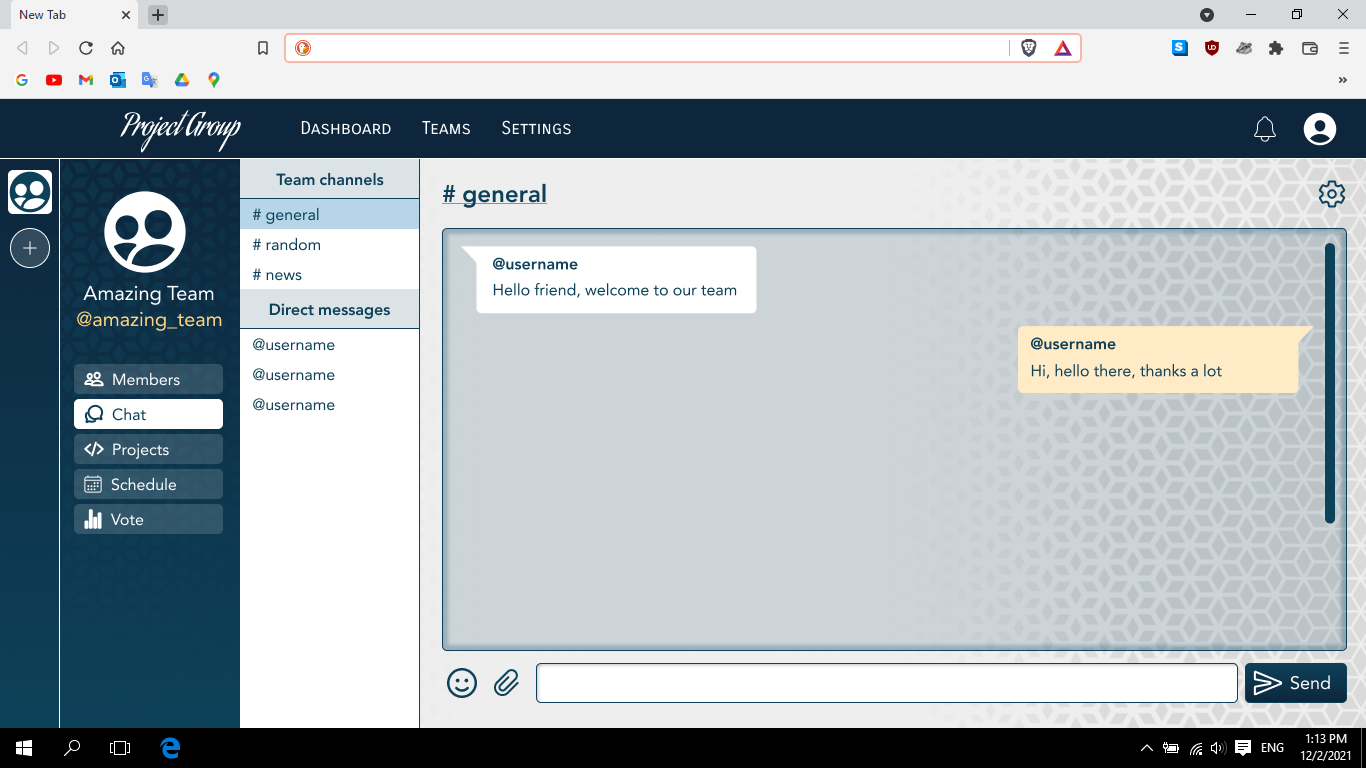 New Tab
Project Group
Dashboard Teams Settings
Amazing Team
@amazing_team
Members
Chat
Projects
Schedule
Vote
Team channels
# general
# random
# news
Direct messages
@username
@username
@username
# general
@username
Hello friend, welcome to our team
@username
Hi, hello there, thanks a lot
Send
ENG
1:13 PM
12/2/2021